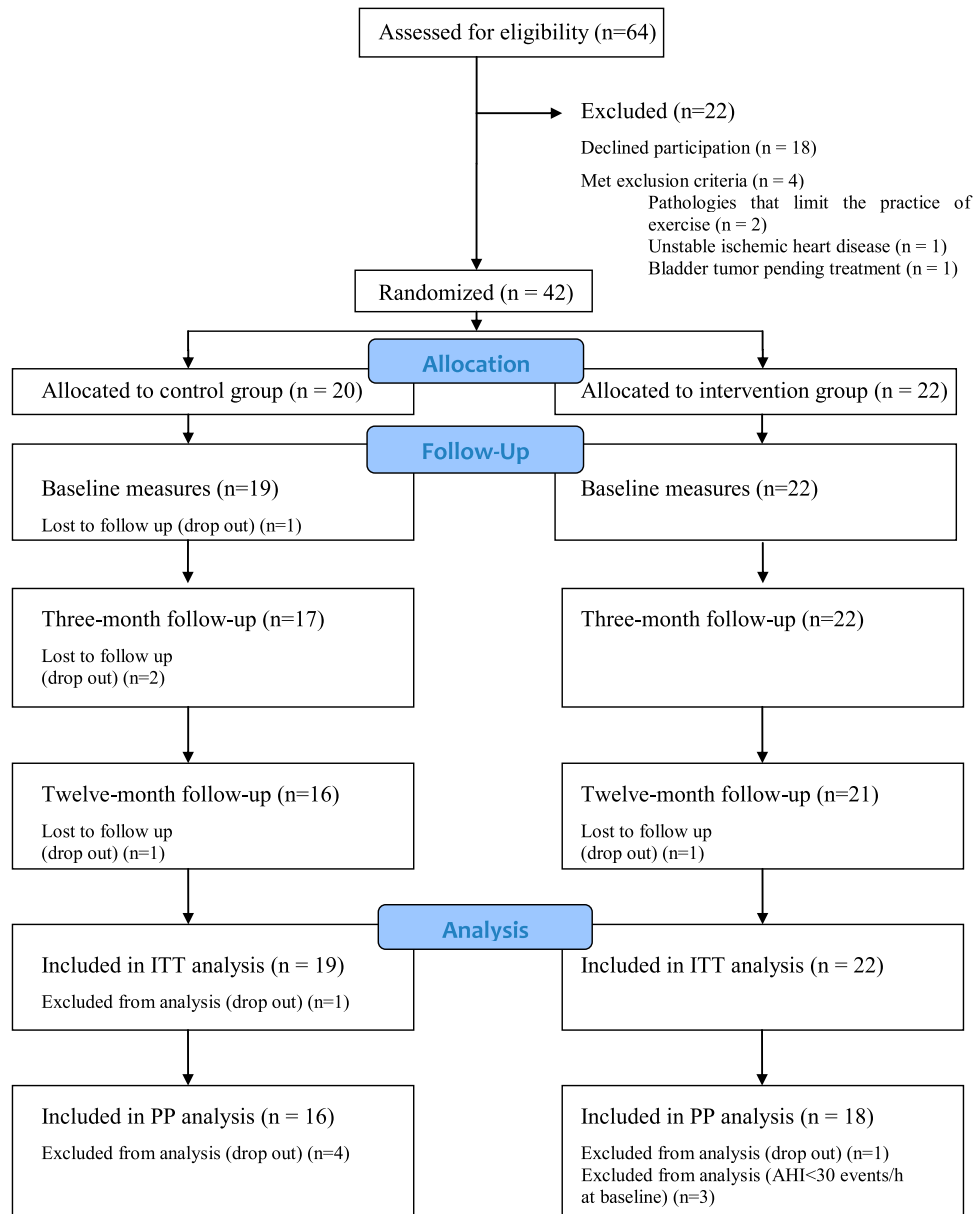 Assessed for eligibility (n=64)
Excluded (n=22)
Declined participation (n = 18)
Met exclusion criteria (n = 4)
Pathologies that limit the practice of
exercise (n = 2)
Unstable ischemic heart disease (n = 1)
Bladder tumor pending treatment (n = 1)
Randomized (n = 42)
Allocation
Allocated to control group (n = 20)
Allocated to intervention group (n = 22)
Follow-Up
Baseline measures (n=19)
Lost to follow up (drop out) (n=1)
Baseline measures (n=22)
Three-month follow-up (n=17)
Lost to follow up
(drop out) (n=2)
Three-month follow-up (n=22)
Twelve-month follow-up (n=16)
Lost to follow up
(drop out) (n=1)
Twelve-month follow-up (n=21)
Lost to follow up
(drop out) (n=1)
Analysis
Included in ITT analysis (n = 19)
Excluded from analysis (drop out) (n=1)
Included in ITT analysis (n = 22)
Included in PP analysis (n = 16)
Excluded from analysis (drop out) (n=4)
Included in PP analysis (n = 18)
Excluded from analysis (drop out) (n=1)
Excluded from analysis (AHI<30 events/h
at baseline) (n=3)